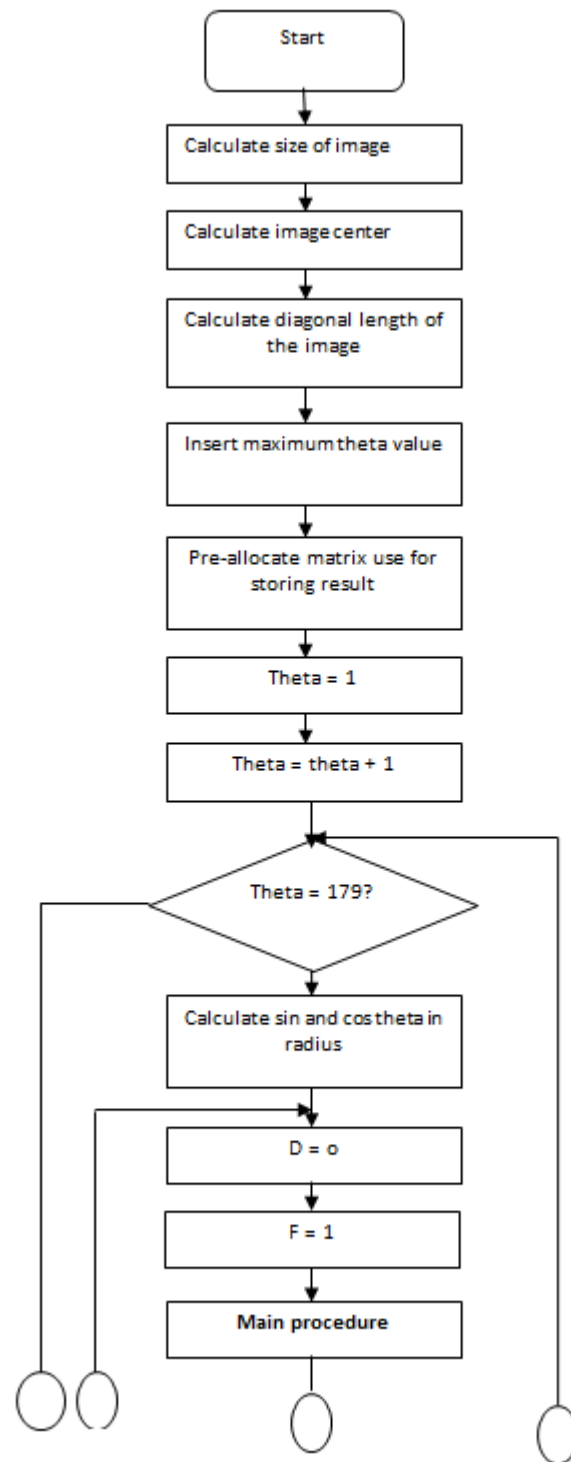 Start
Calculate size of image
Calculate image center
Calculate diagonal length of
the image
Insert maximum theta value
Pre-allocate matrix use for
storing result
Theta = 1
Theta = theta + 1
Theta = 179?
Calculate sin and cos theta in
radius
D = o
F = 1
Main procedure